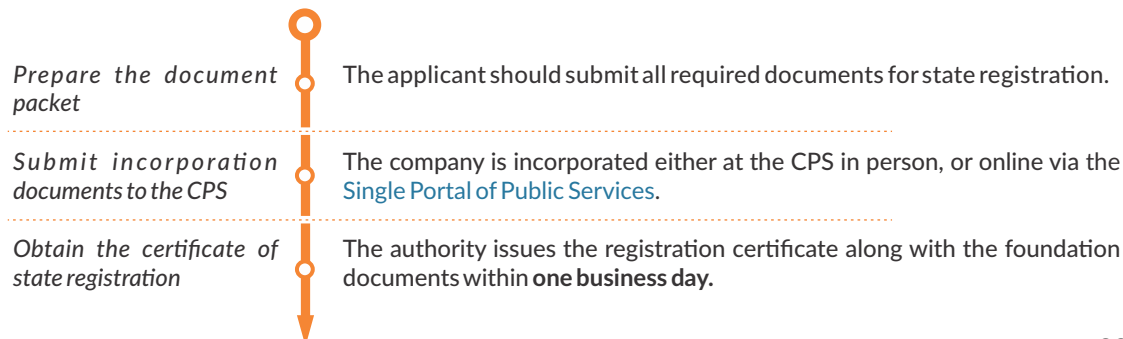 Prepare the document
packet
The applicant should submit all required documents for state registration.
Submit incorporation
documents to the CPS
The company is incorporated either at the CPS in person, or online via the
Single Portal of Public Services.
Obtain the certificate of
state registration
The authority issues the registration certificate along with the foundation
documents within one business day.